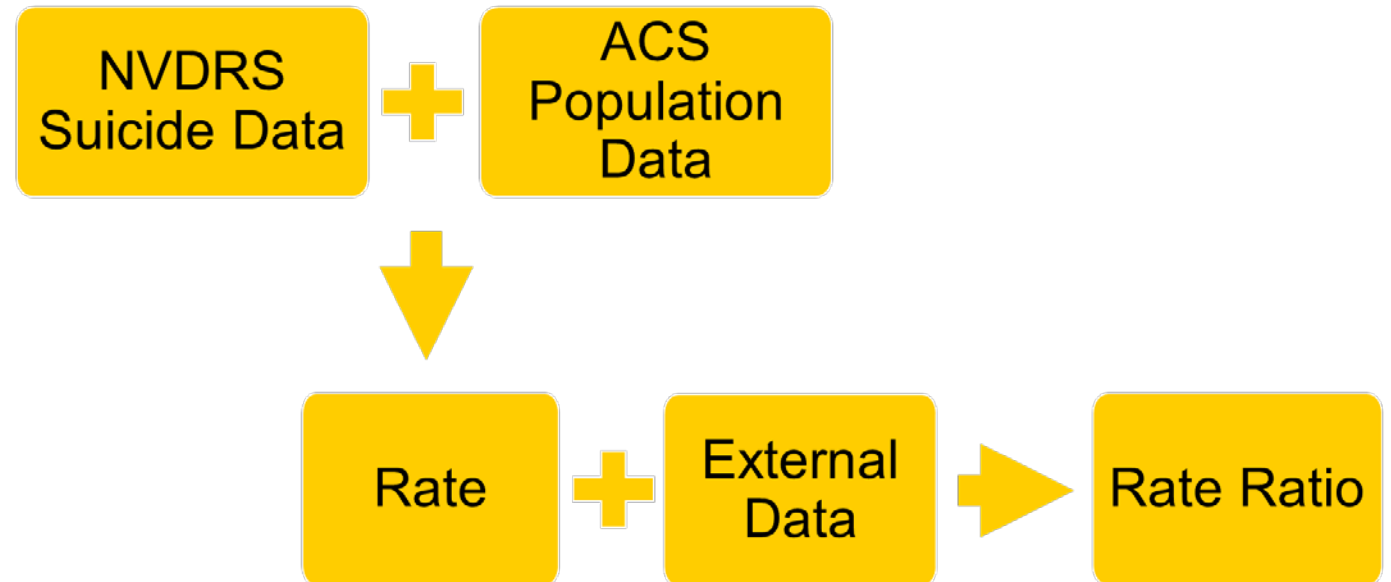 NVDRS
Suicide Data
ACS
Population
Data
Rate
External
Data
Rate Ratio